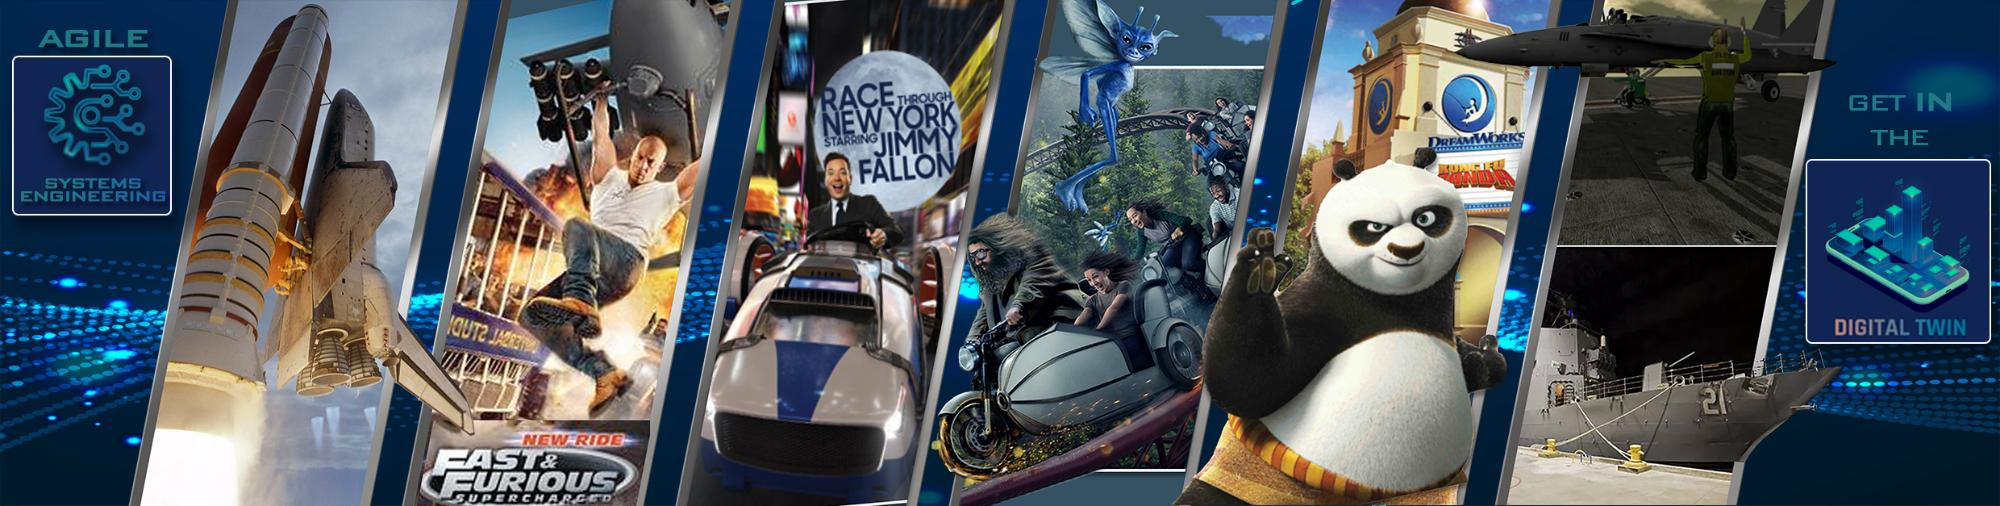 AGILE
SYSTEMS
ENGINEERING
NEW RIDE
FAST &
FURIOUS
SUPERCHARGED
RACE THROUGH
NEW YORK
STARRING JIMMY
FALLON
DREAMWORKS
KUNG FU
PANDA
21
GET IN
THE
DIGITAL TWIN